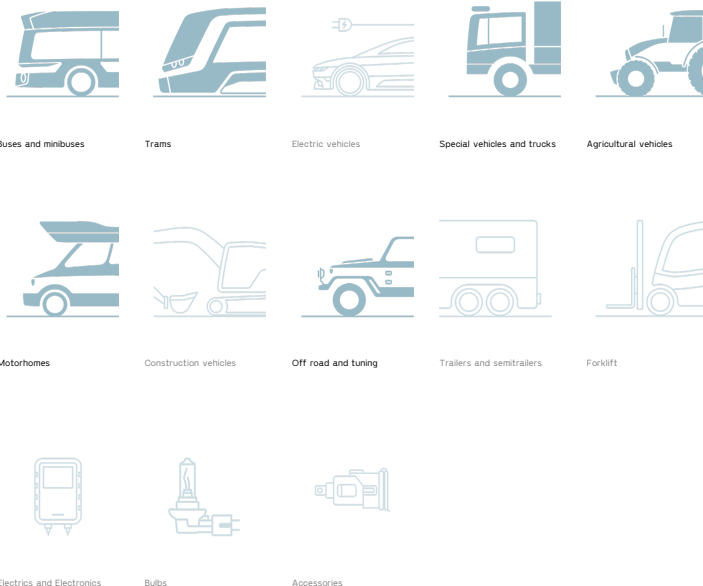 Buses and minibuses
Trams
Electric vehicles
Special vehicles and trucks
Agricultural vehicles
Motorhomes
Construction vehicles
Off road and tuning
Trailers and semitrailers
Forklift
Electrics and Electronics
Bulbs
Accessories